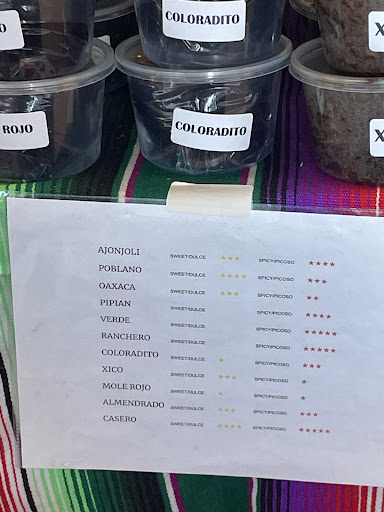 O
COLORADITO
X
ROJO
COLORADITO
X
AJONJOLI SWEET/DULCE ★★★ SPICY/PICOSO ★★★★
POBLANO SWEET/DULCE ★★★★ SPICY/PICOSO ★★★
OAXACA SWEET/DULCE ★★★ SPICY/PICOSO ★★
PIPIAN SWEET/DULCE SPICY/PICOSO ★★★★
VERDE SWEET/DULCE SPICY/PICOSO ★★★★★
RANCHERO SWEET/DULCE SPICY/PICOSO ★★★★★
COLORADITO SWEET/DULCE ★ SPICY/PICOSO ★★★
XICO SWEET/DULCE ★★★ SPICY/PICOSO ★
MOLE ROJO SWEET/DULCE ★ SPICY/PICOSO ★
ALMENDRADO SWEET/DULCE ★★★ SPICY/PICOSO ★★★
CASERO SWEET/DULCE ★★★★ SPICY/PICOSO ★★★★★